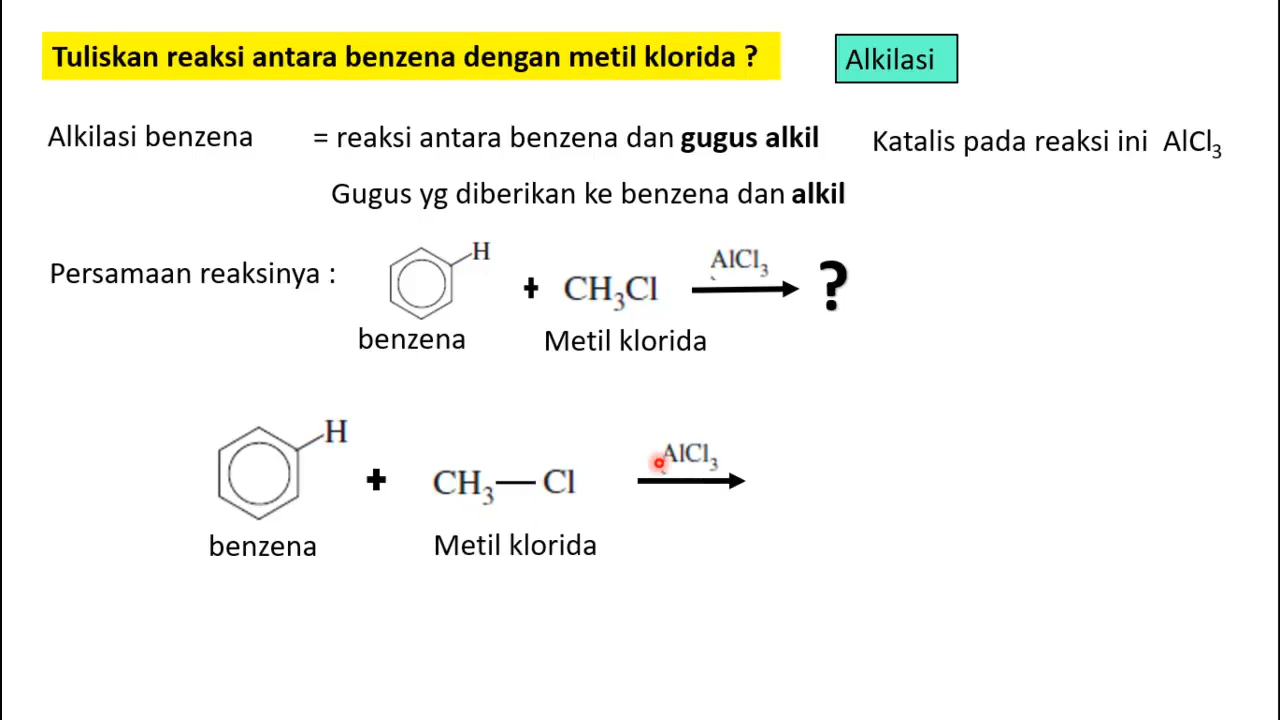 Tuliskan reaksi antara benzena dengan metil klorida ?
Alkilasi
Alkilasi benzena = reaksi antara benzena dan gugus alkil
Katalis pada reaksi ini AlCl₃
Gugus yg diberikan ke benzena dan alkil
Persamaan reaksinya :
H
+ CH₃Cl
AlCl₃
?
benzena
Metil klorida
H
+ CH₃—Cl
AlCl₃
benzena
Metil klorida